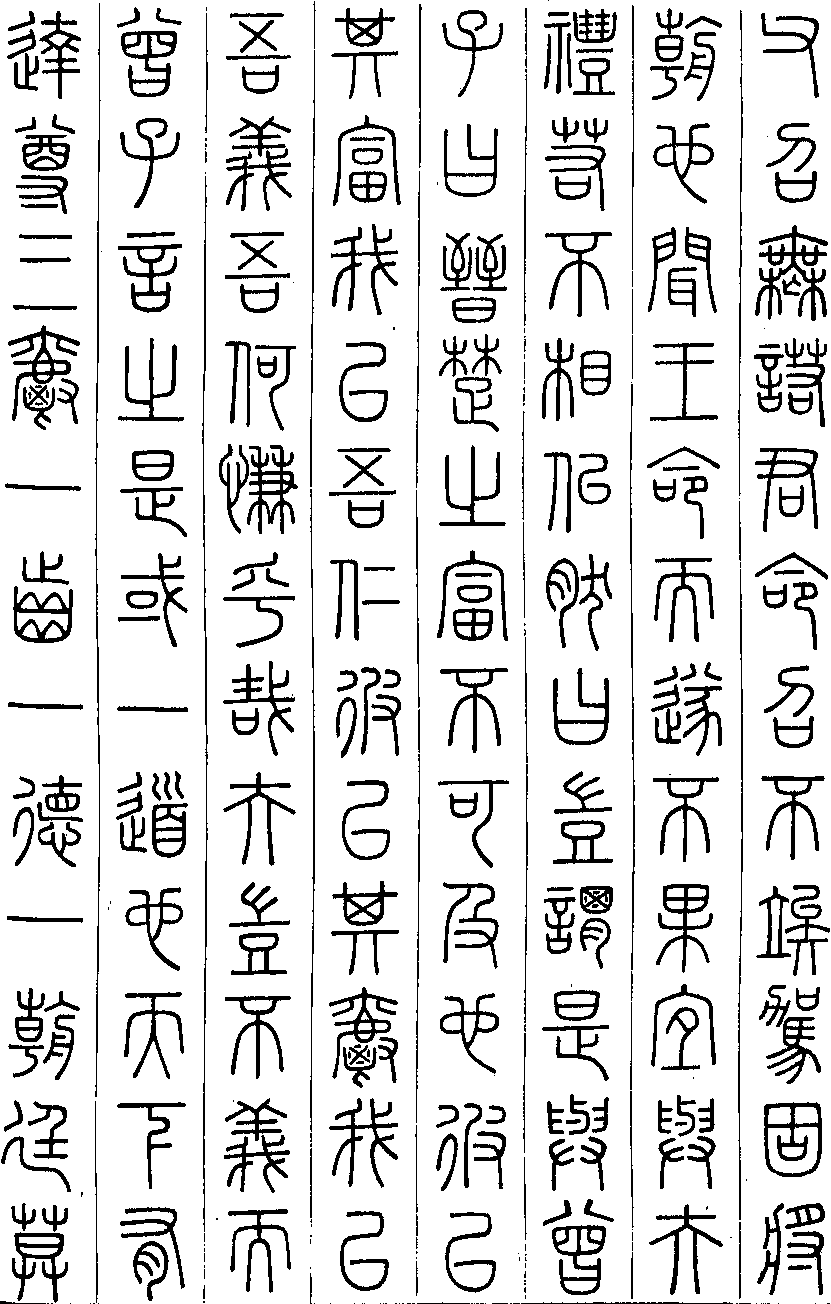 父召無諾君命召不竢駕固將
朝也聞王命而遂不果宜與夫
禮若不相似然曰豈謂是與曾
子曰晉楚之富不可及也彼以
其富我以吾仁彼以其爵我以
吾義吾何慊乎哉夫豈不義而
曾子言之是或一道也天下有
達尊三爵一齒一德一朝廷莫